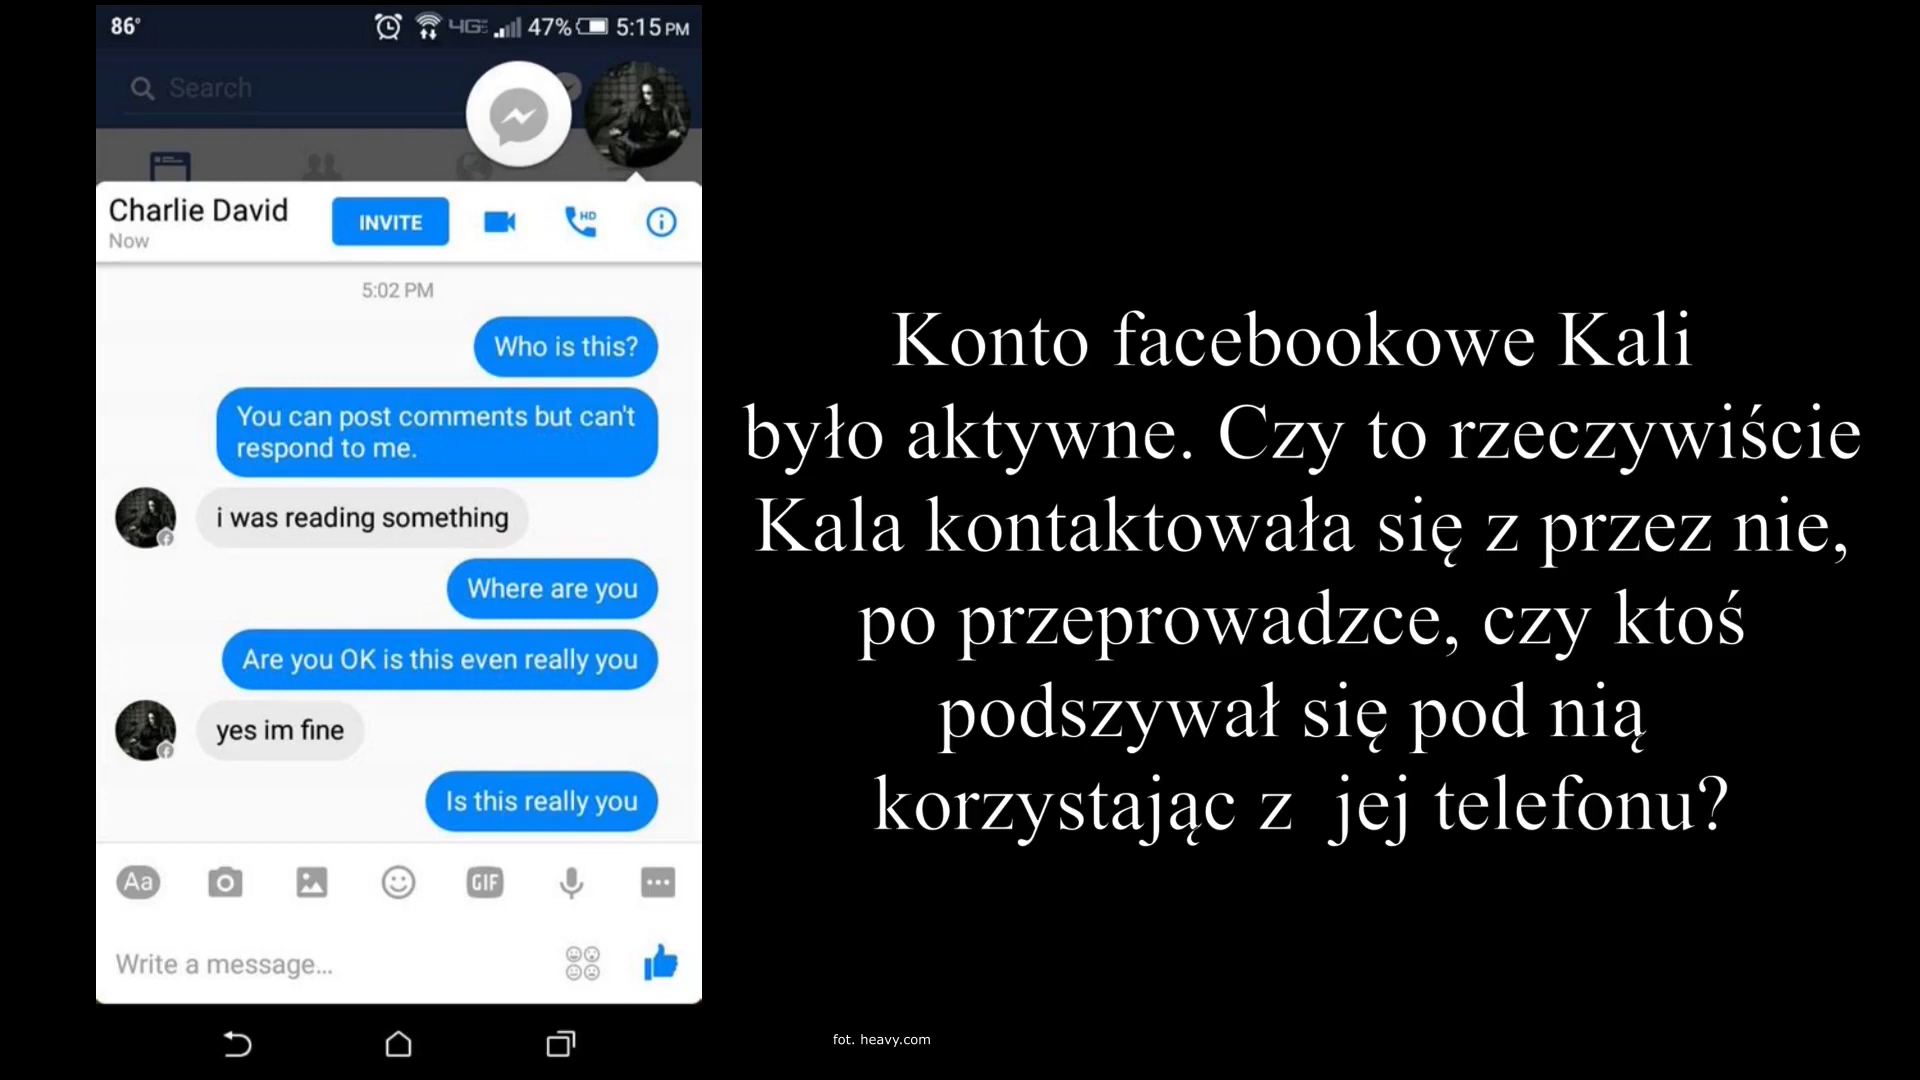 86°
4G 47% 5:15 PM
Search
Charlie David
Now
INVITE
HD
5:02 PM
Who is this?
You can post comments but can't
respond to me.
i was reading something
Where are you
Are you OK is this even really you
yes im fine
Is this really you
Aa
GIF
Write a message...
Konto facebookowe Kali
było aktywne. Czy to rzeczywiście
Kala kontaktowała się z przez nie,
po przeprowadzce, czy ktoś
podszywał się pod nią
korzystając z  jej telefonu?
fot. heavy.com